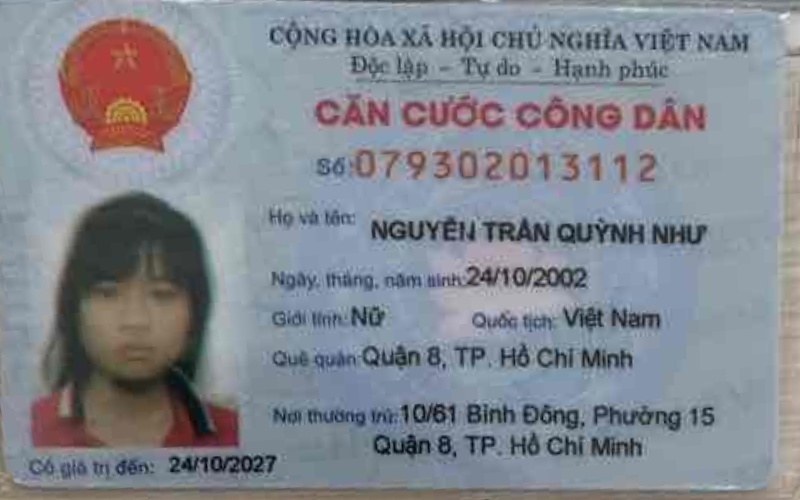 CỘNG HÒA XÃ HỘI CHỦ NGHĨA VIỆT NAM
Độc lập - Tự do - Hạnh phúc
CĂN CƯỚC CÔNG DÂN
Số: 079302013112
Họ và tên: NGUYỄN TRẦN QUỲNH NHƯ
Ngày, tháng, năm sinh: 24/10/2002
Giới tính: Nữ Quốc tịch: Việt Nam
Quê quán: Quận 8, TP. Hồ Chí Minh
Nơi thường trú: 10/61 Bình Đông, Phường 15
Quận 8, TP. Hồ Chí Minh
Có giá trị đến: 24/10/2027